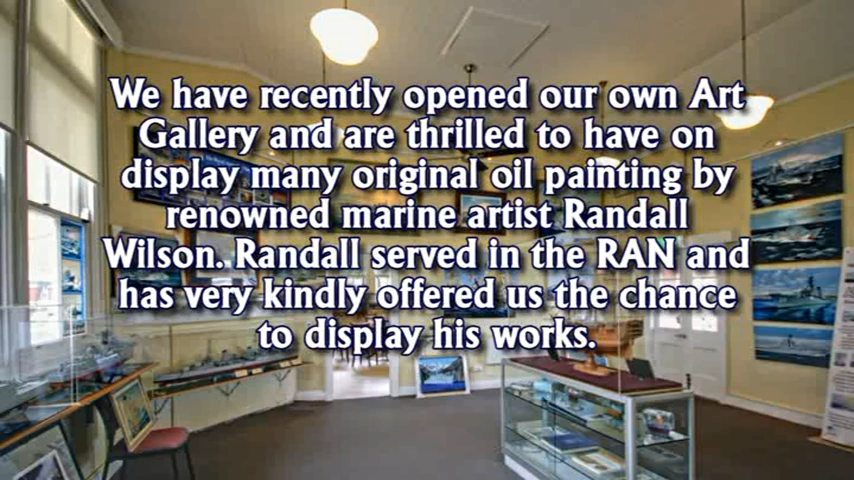 We have recently opened our own Art
Gallery and are thrilled to have on
display many original oil painting by
renowned marine artist Randall
Wilson. Randall served in the RAN and
has very kindly offered us the chance
to display his works.